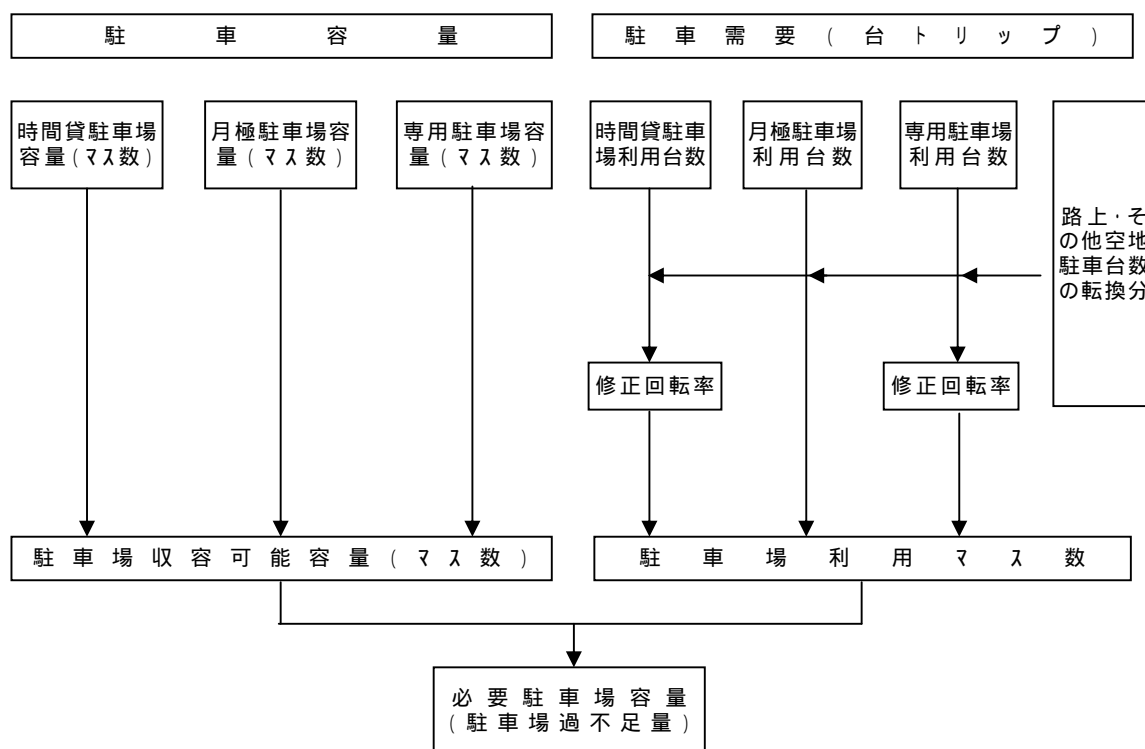 駐車容量
駐車需要(台トリップ)
時間貸駐車場
容量(マス数)
月極駐車場容
量(マス数)
専用駐車場容
量(マス数)
時間貸駐車
場利用台数
月極駐車場
利用台数
専用駐車場
利用台数
路上・そ
の他空地
駐車台数
の転換分
修正回転率
修正回転率
駐車場収容可能容量(マス数)
駐車場利用マス数
必要駐車場容量
(駐車場過不足量)